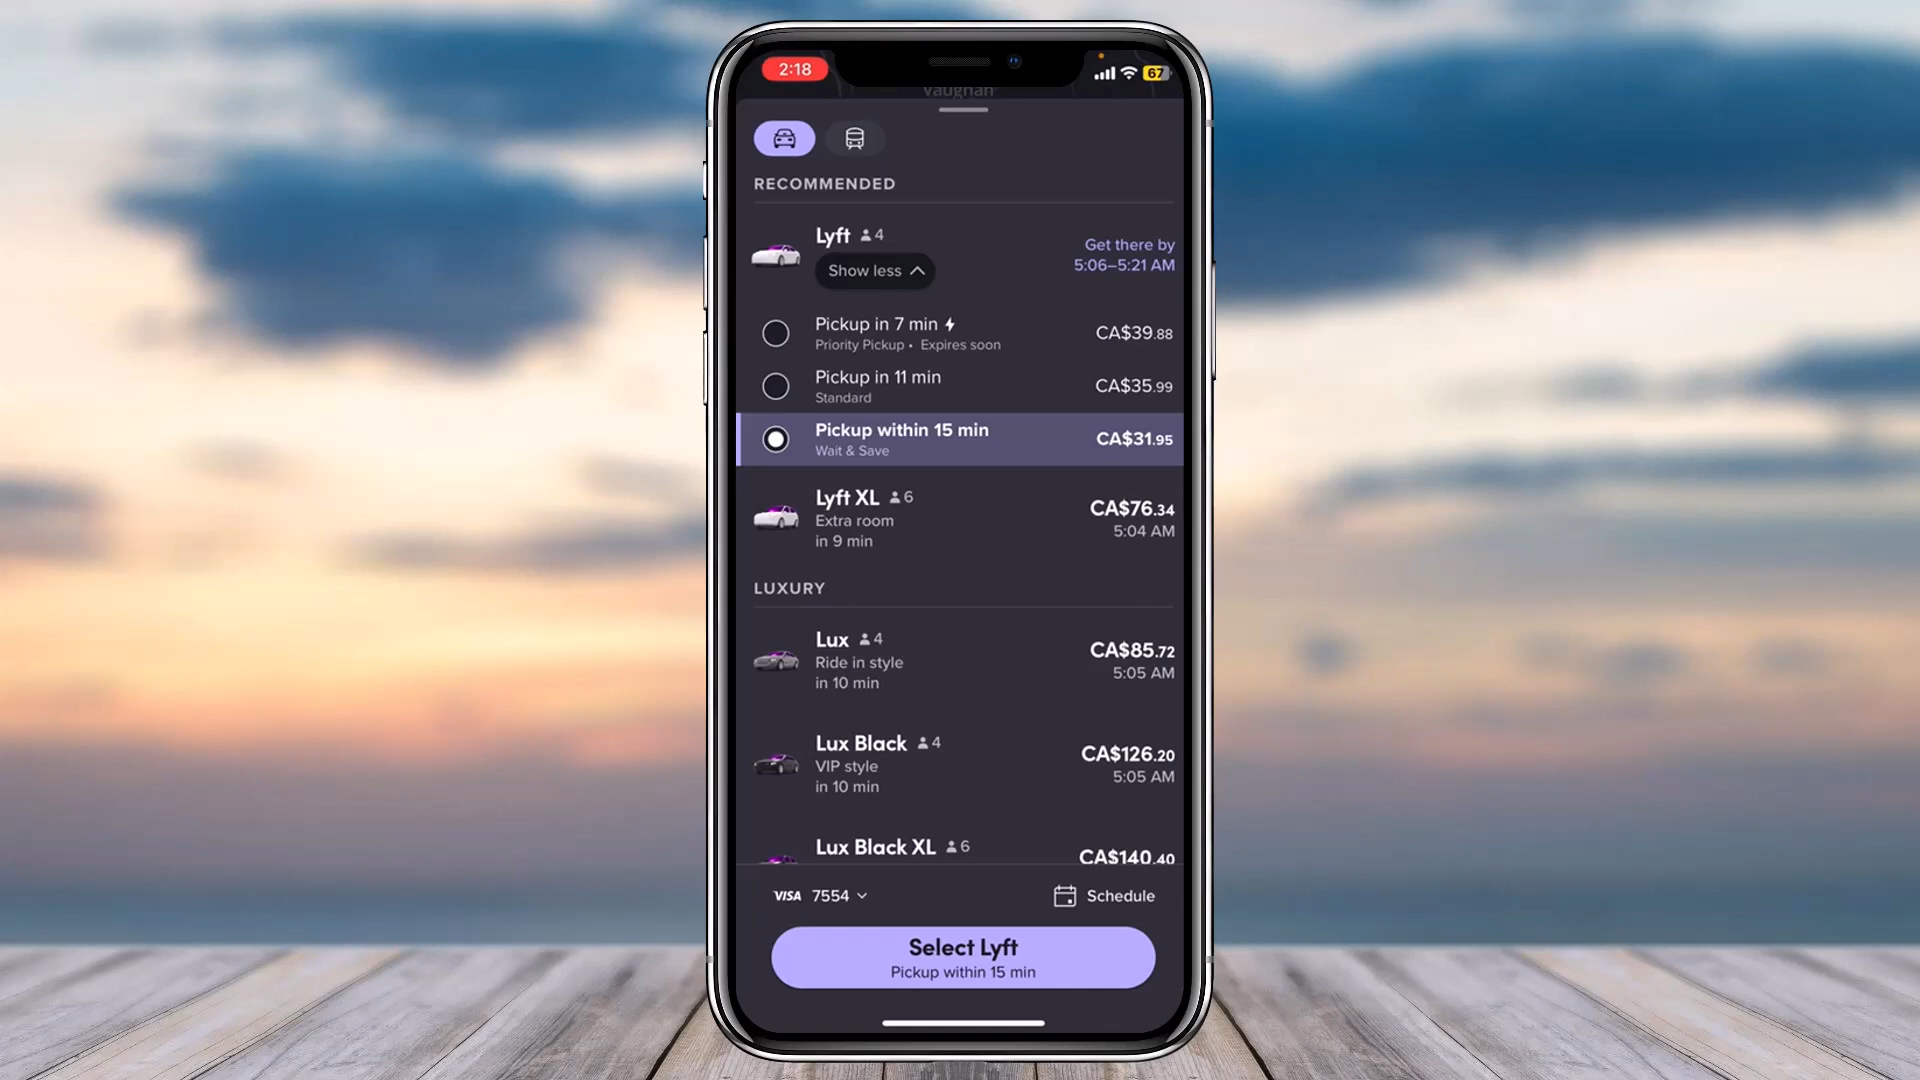 2:18
67
Vaughan
RECOMMENDED
Lyft 4
Show less
Get there by
5:06–5:21 AM
Pickup in 7 min
Priority Pickup • Expires soon
CA$39.88
Pickup in 11 min
Standard
CA$35.99
Pickup within 15 min
Wait & Save
CA$31.95
Lyft XL 6
Extra room
in 9 min
CA$76.34
5:04 AM
LUXURY
Lux 4
Ride in style
in 10 min
CA$85.72
5:05 AM
Lux Black 4
VIP style
in 10 min
CA$126.20
5:05 AM
Lux Black XL 6
CA$140.40
VISA 7554
Schedule
Select Lyft
Pickup within 15 min